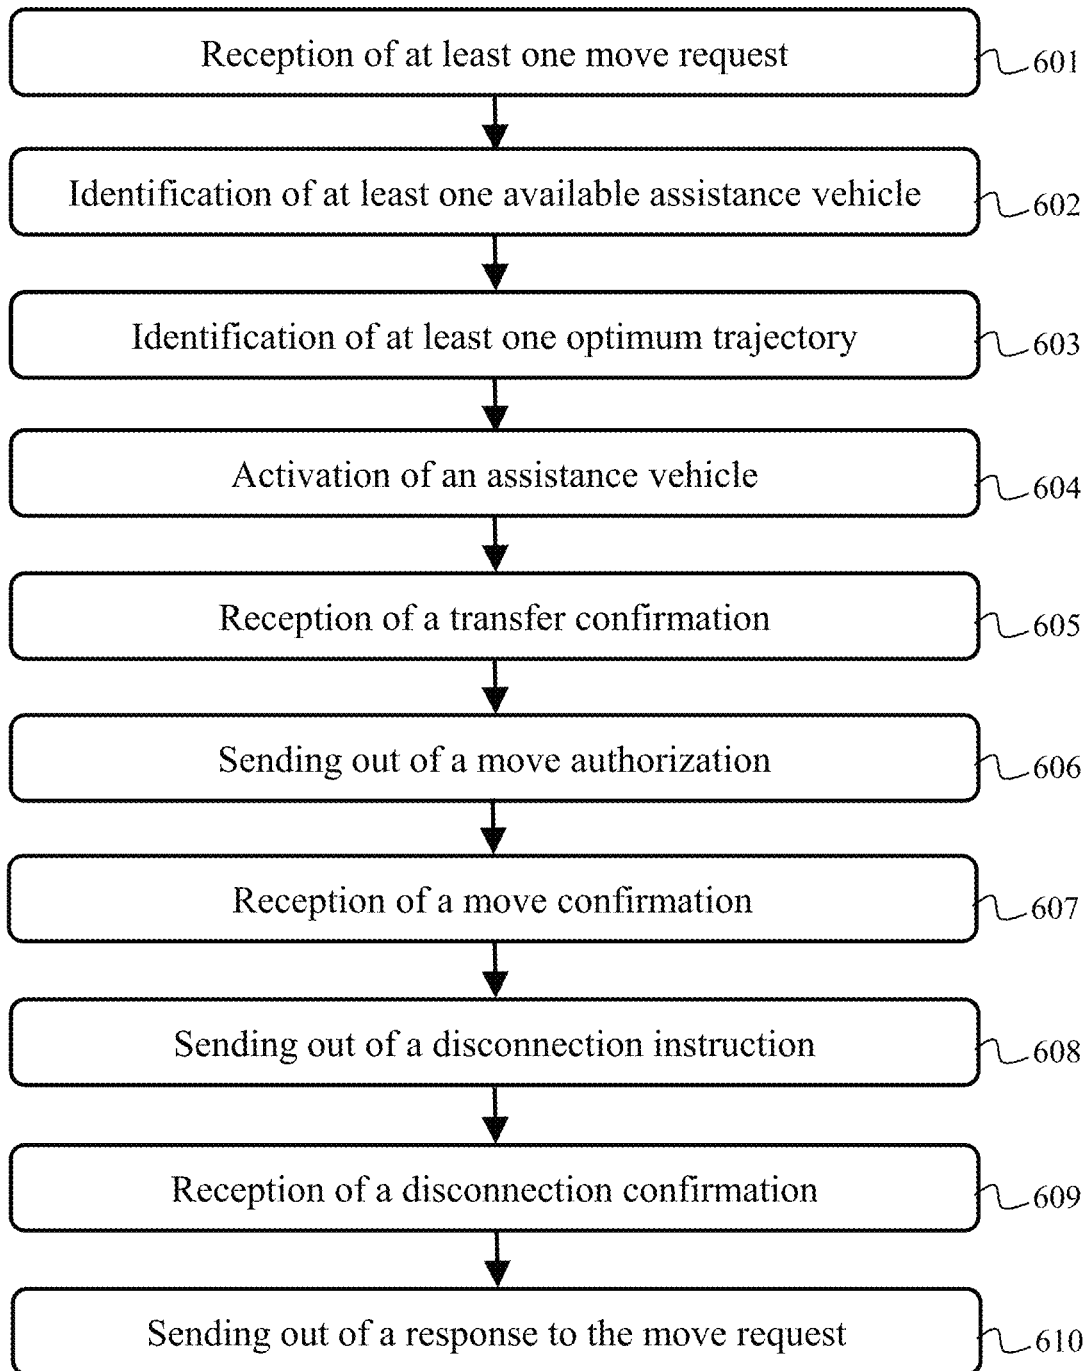 Reception of at least one move request
601
Identification of at least one available assistance vehicle
602
Identification of at least one optimum trajectory
603
Activation of an assistance vehicle
604
Reception of a transfer confirmation
605
Sending out of a move authorization
606
Reception of a move confirmation
607
Sending out of a disconnection instruction
608
Reception of a disconnection confirmation
609
Sending out of a response to the move request
610